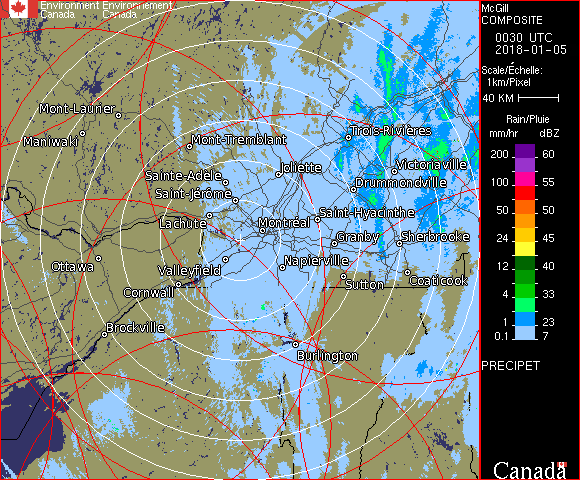 Environment Environnement
Canada Canada
Mont-Laurier
Maniwaki
Mont-Tremblant
Trois-Rivières
Joliette
Victoriaville
Sainte-Adèle
Drummondville
Saint-Jérôme
Lachute
Montréal
Saint-Hyacinthe
Granby
Sherbrooke
Ottawa
Valleyfield
Napierville
Cornwall
Sutton
Coaticook
Brockville
Burlington
McGill
COMPOSITE
0030 UTC
2018-01-05
Scale/Échelle:
1km/Pixel
40 KM
Rain/Pluie
mm/hr dBZ
200 60
100 55
50 50
24 45
12 40
4 33
1 23
0.1 7
PRECIPET
Canada